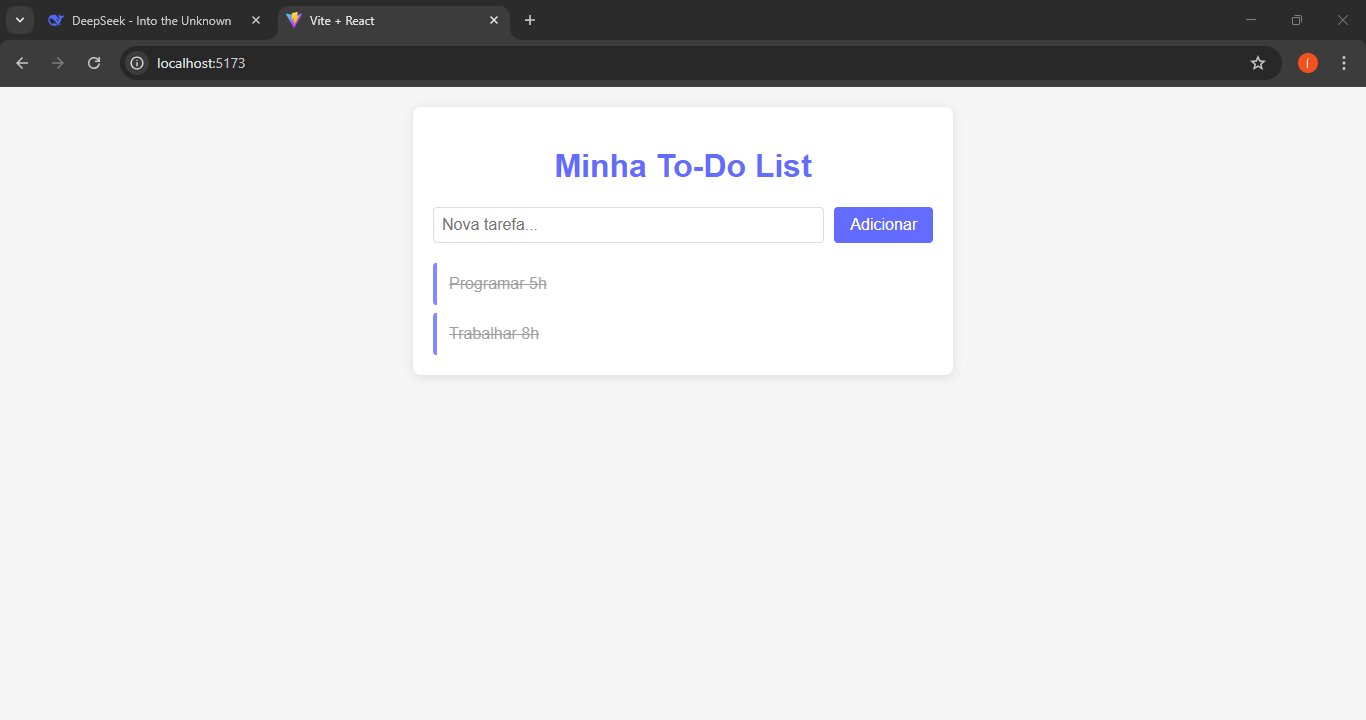 DeepSeek - Into the Unknown
Vite + React
localhost:5173
Minha To-Do List
Nova tarefa...
Adicionar
Programar 5h
Trabalhar 8h